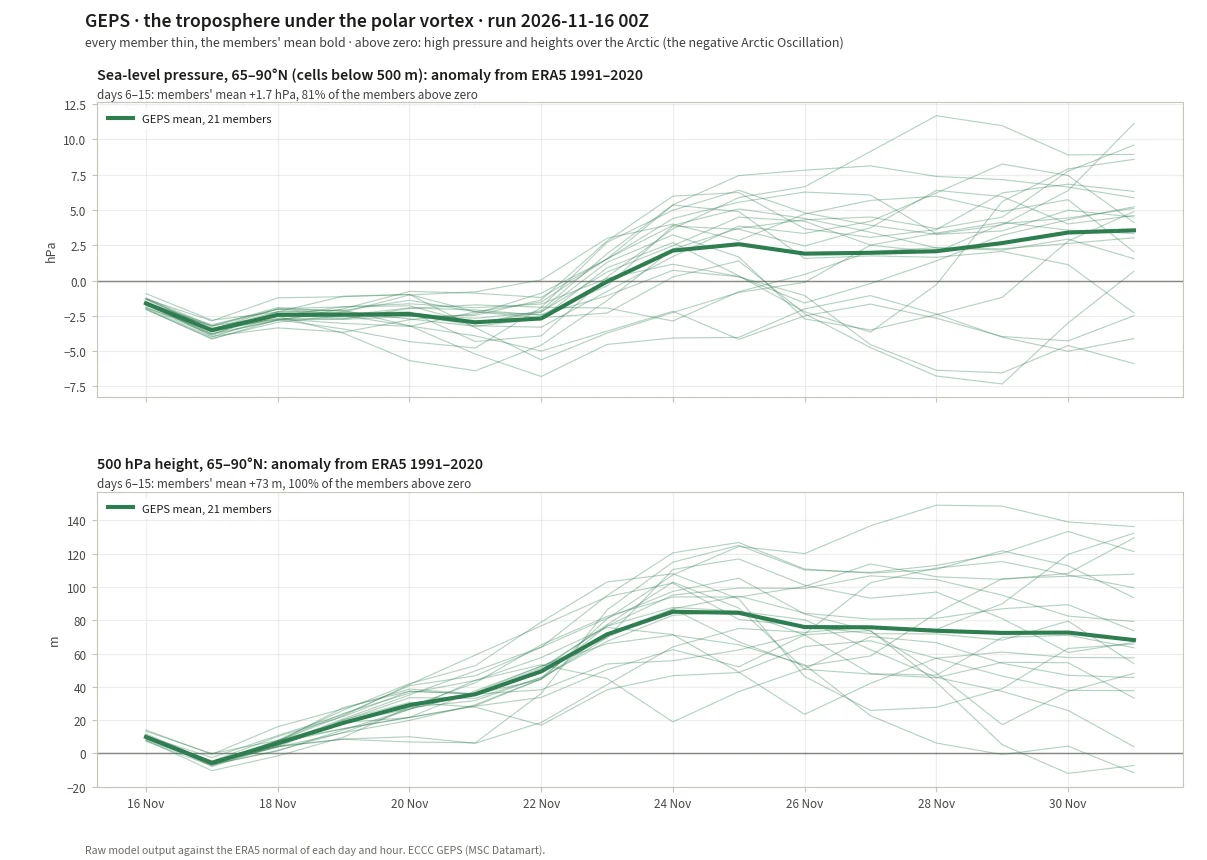 GEPS · the troposphere under the polar vortex · run 2026-11-16 00Z
every member thin, the members' mean bold · above zero: high pressure and heights over the Arctic (the negative Arctic Oscillation)
Sea-level pressure, 65–90°N (cells below 500 m): anomaly from ERA5 1991–2020
days 6–15: members' mean +1.7 hPa, 81% of the members above zero
GEPS mean, 21 members
12.5
10.0
7.5
5.0
2.5
0.0
−2.5
−5.0
−7.5
hPa
500 hPa height, 65–90°N: anomaly from ERA5 1991–2020
days 6–15: members' mean +73 m, 100% of the members above zero
GEPS mean, 21 members
140
120
100
80
60
40
20
0
−20
m
16 Nov 18 Nov 20 Nov 22 Nov 24 Nov 26 Nov 28 Nov 30 Nov
Raw model output against the ERA5 normal of each day and hour. ECCC GEPS (MSC Datamart).